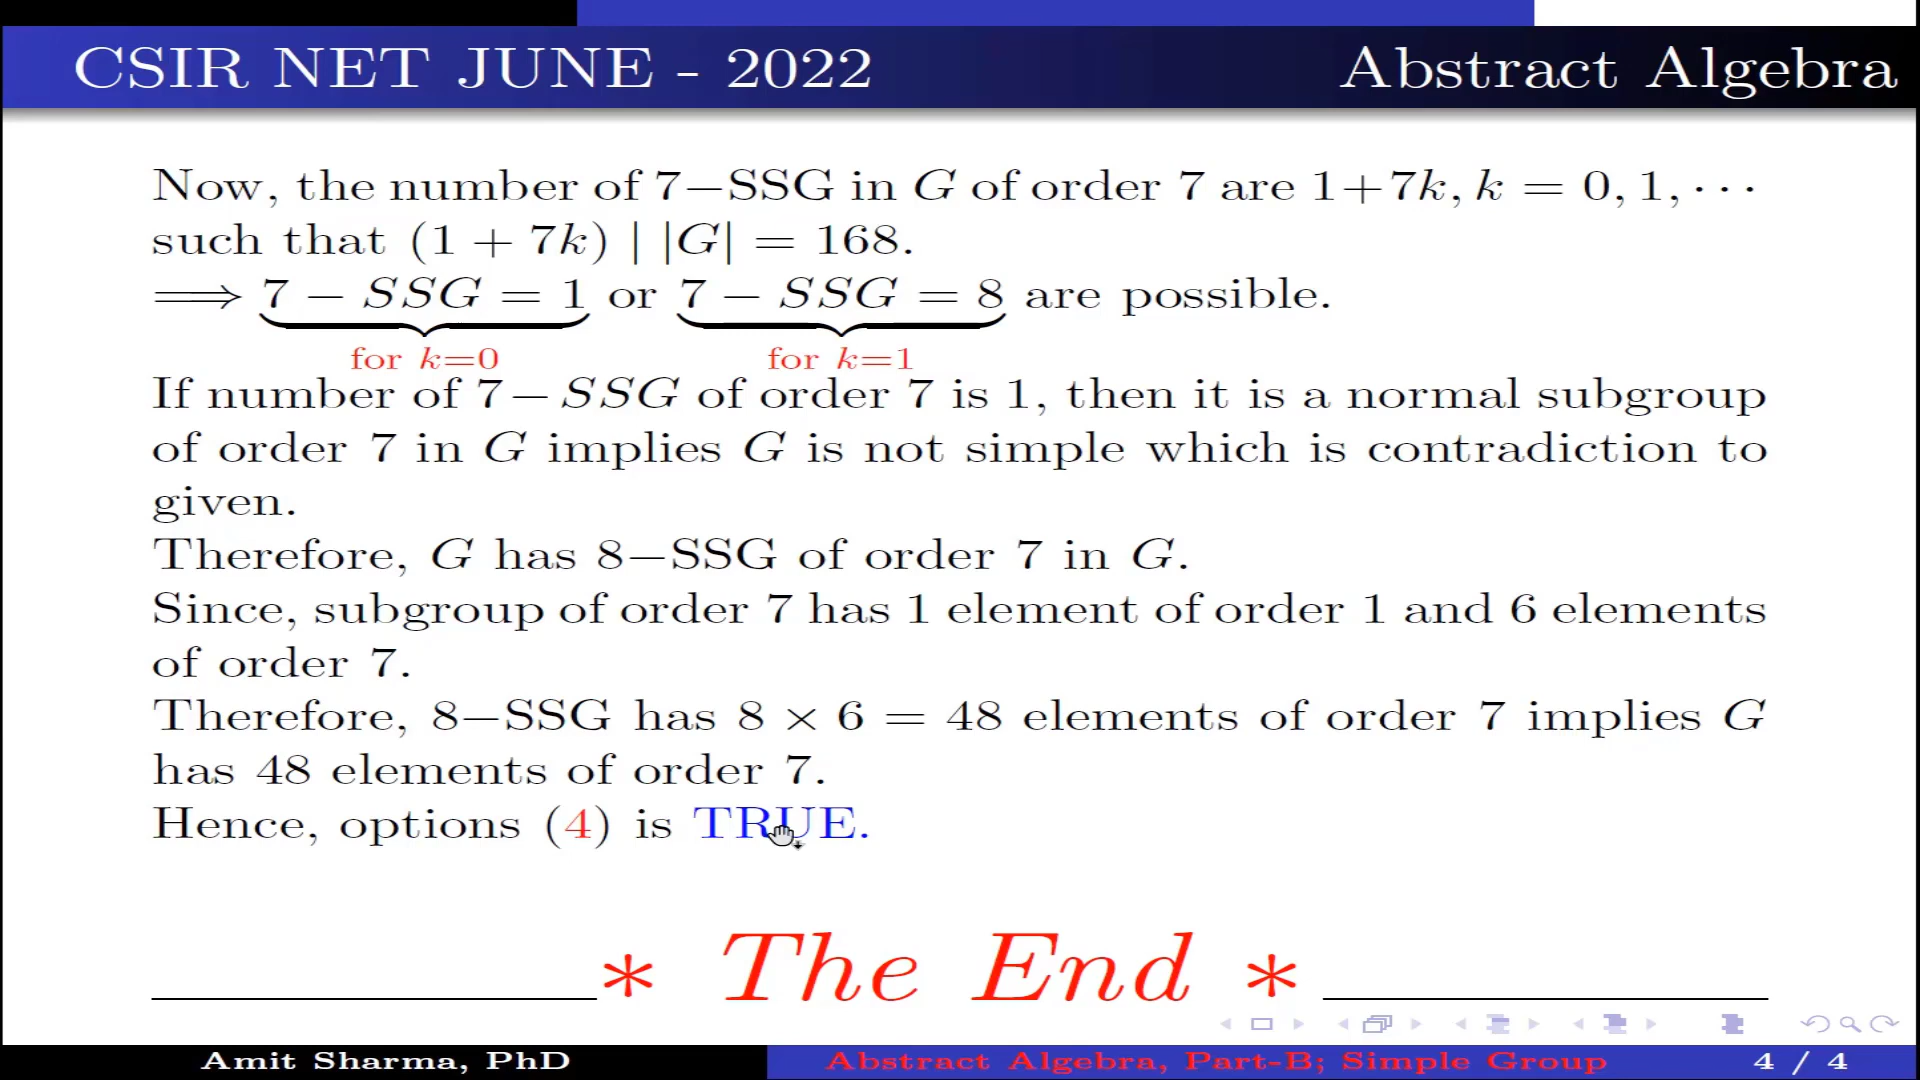 CSIR NET JUNE - 2022 Abstract Algebra
Now, the number of 7−SSG in G of order 7 are 1+7k, k = 0, 1, ···
such that (1 + 7k) | |G| = 168.
⟹ 7 − SSG = 1 or 7 − SSG = 8 are possible.
for k=0 for k=1
If number of 7−SSG of order 7 is 1, then it is a normal subgroup
of order 7 in G implies G is not simple which is contradiction to
given.
Therefore, G has 8−SSG of order 7 in G.
Since, subgroup of order 7 has 1 element of order 1 and 6 elements
of order 7.
Therefore, 8−SSG has 8 × 6 = 48 elements of order 7 implies G
has 48 elements of order 7.
Hence, options (4) is TRUE.
* The End *
Amit Sharma, PhD Abstract Algebra, Part-B; Simple Group 4 / 4